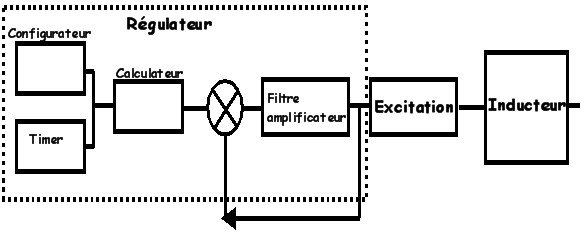 Régulateur
Configurateur
Calculateur
Timer
Filtre
amplificateur
Excitation
Inducteur